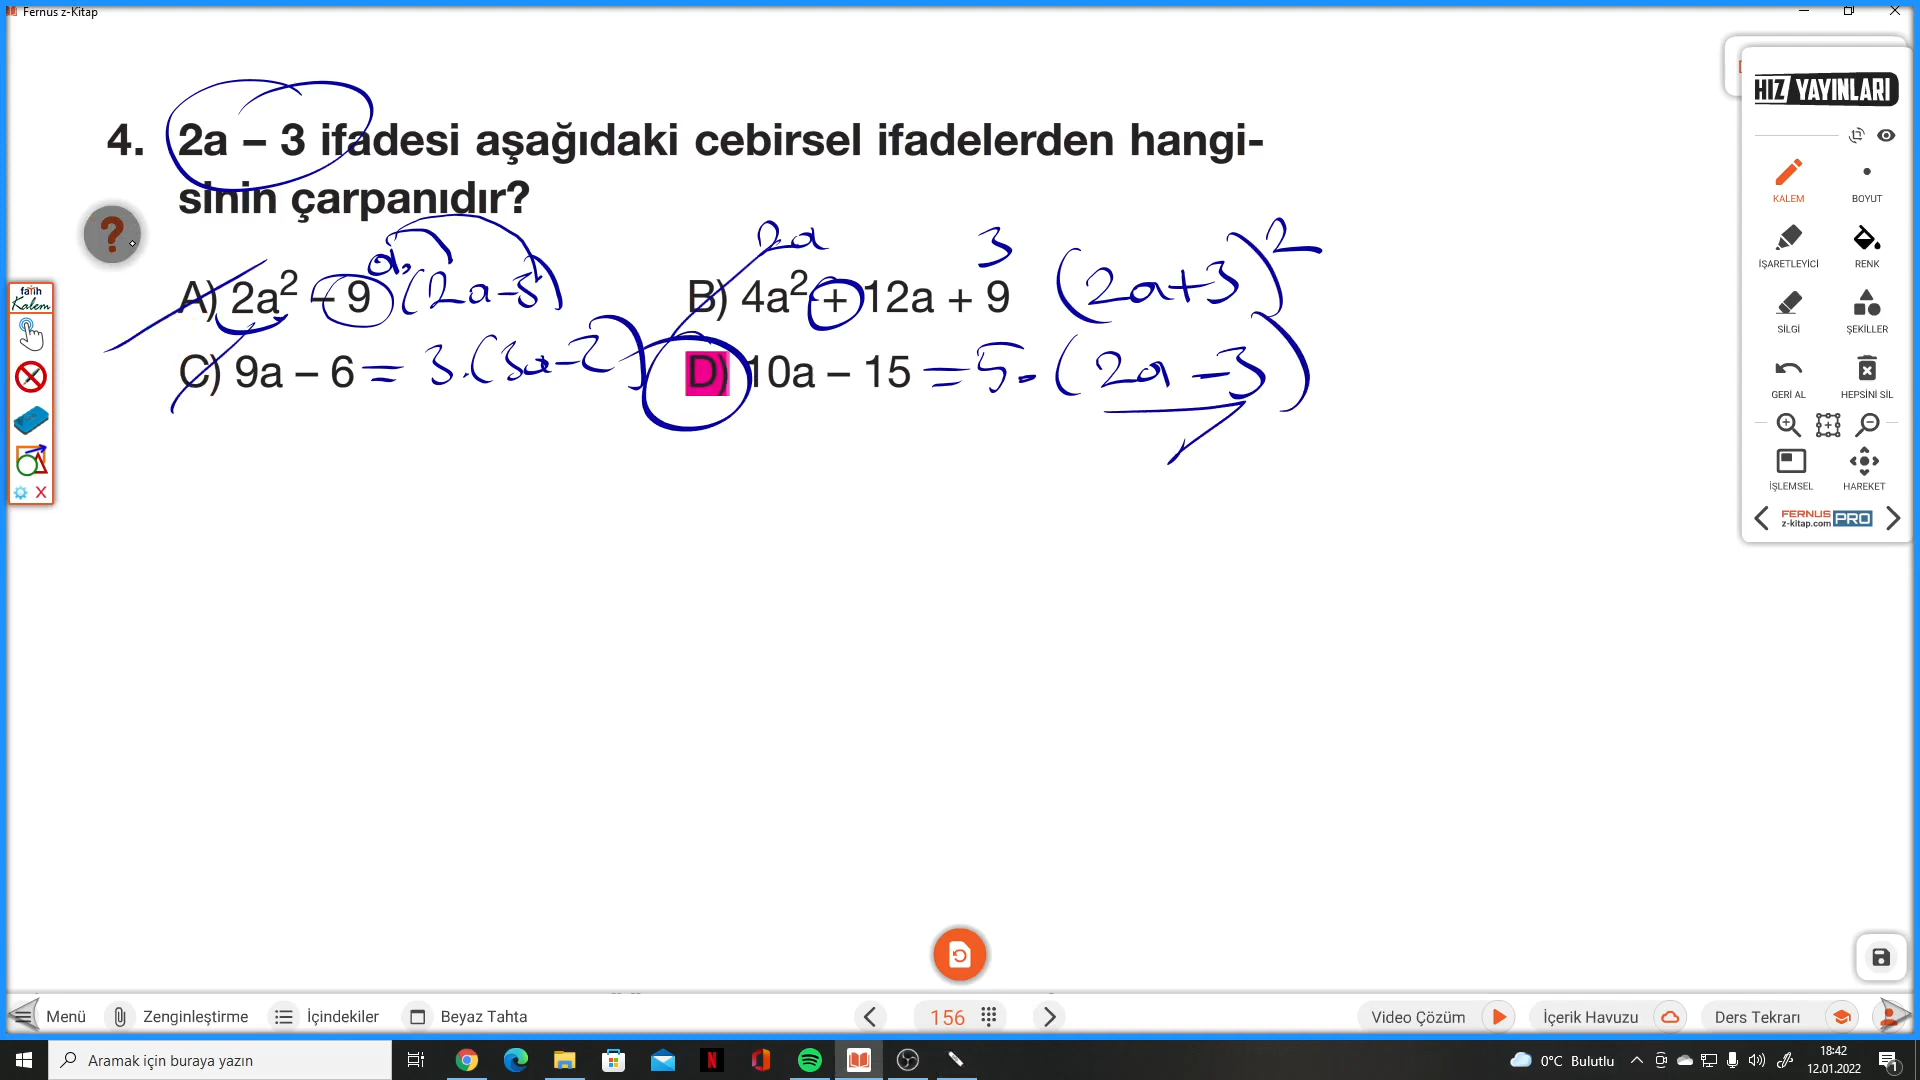 Fernus z-Kitap
HIZ YAYINLARI
4. 2a – 3 ifadesi aşağıdaki cebirsel ifadelerden hangi-
sinin çarpanıdır?
2a 3
A) 2a² – 9 a.(2a-3) B) 4a² + 12a + 9 (2a+3)²
C) 9a – 6 = 3.(3a-2) D) 10a – 15 = 5.(2a-3)
fatih
Kalem
KALEM BOYUT
İŞARETLEYİCİ RENK
SİLGİ ŞEKİLLER
GERİ AL HEPSİNİ SİL
İŞLEMSEL HAREKET
FERNUS
z-kitap.com PRO
Menü Zenginleştirme İçindekiler Beyaz Tahta 156 Video Çözüm İçerik Havuzu Ders Tekrarı
Aramak için buraya yazın 0°C Bulutlu 18:42
12.01.2022 1